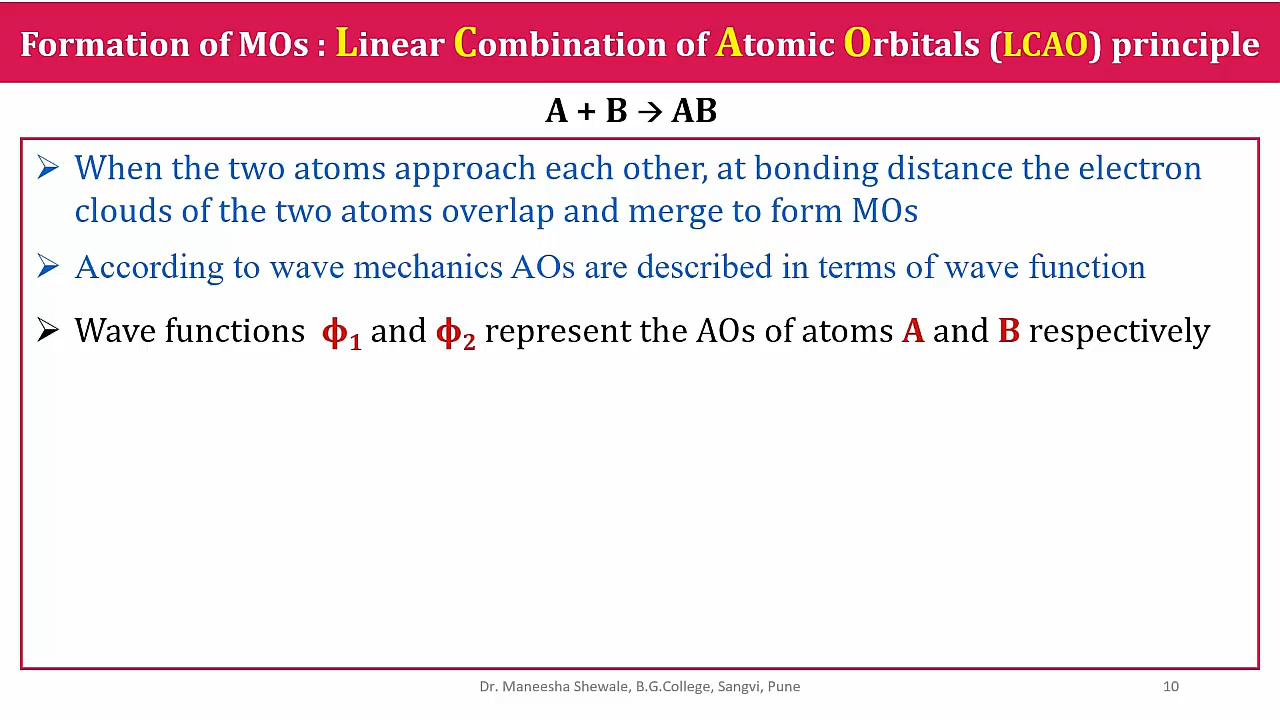 Formation of MOs : Linear Combination of Atomic Orbitals (LCAO) principle
A + B → AB
➢ When the two atoms approach each other, at bonding distance the electron
clouds of the two atoms overlap and merge to form MOs
➢ According to wave mechanics AOs are described in terms of wave function
➢ Wave functions ϕ₁ and ϕ₂ represent the AOs of atoms A and B respectively
Dr. Maneesha Shewale, B.G.College, Sangvi, Pune
10